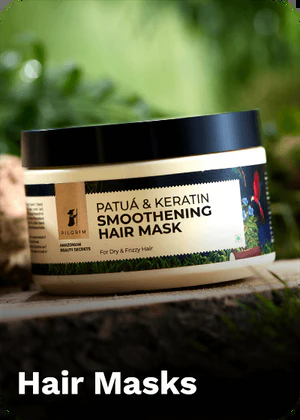 PATUÁ & KERATIN
SMOOTHENING
HAIR MASK
PILGRIM
AMAZONIAN
BEAUTY SECRETS
For Dry & Frizzy Hair
Hair Masks